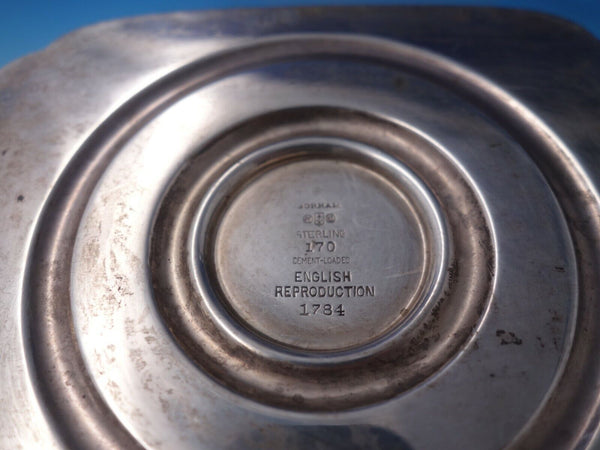 GORHAM
STERLING
170
CEMENT-LOADED
ENGLISH
REPRODUCTION
1784